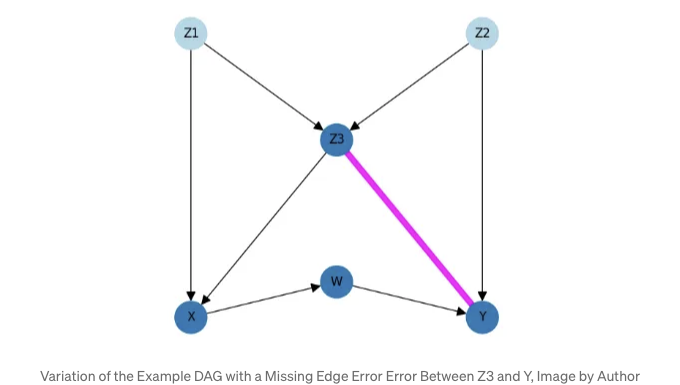 Z1
Z2
Z3
W
X
Y
Variation of the Example DAG with a Missing Edge Error Error Between Z3 and Y, Image by Author